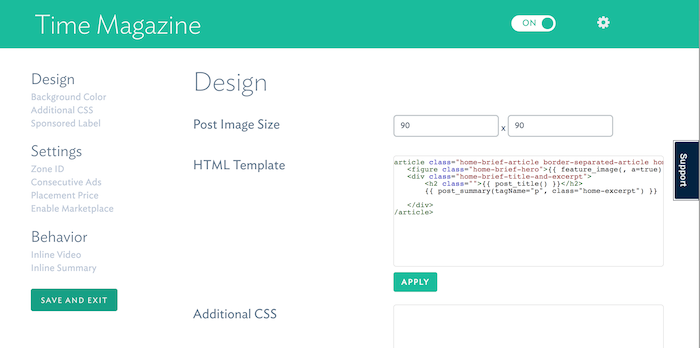 Time Magazine
ON
Design
Background Color
Additional CSS
Sponsored Label
Settings
Zone ID
Consecutive Ads
Placement Price
Enable Marketplace
Behavior
Inline Video
Inline Summary
SAVE AND EXIT
Design
Post Image Size
90
x
90
HTML Template
article class="home-brief-article border-separated-article ho
<figure class="home-brief-hero">{{ feature_image(, a=true)
<div class="home-brief-title-and-excerpt">
<h2 class="">{{ post_title() }}</h2>
{{ post_summary(tagName="p", class="home-excerpt") }}
</div>
/article>
APPLY
Additional CSS
Support